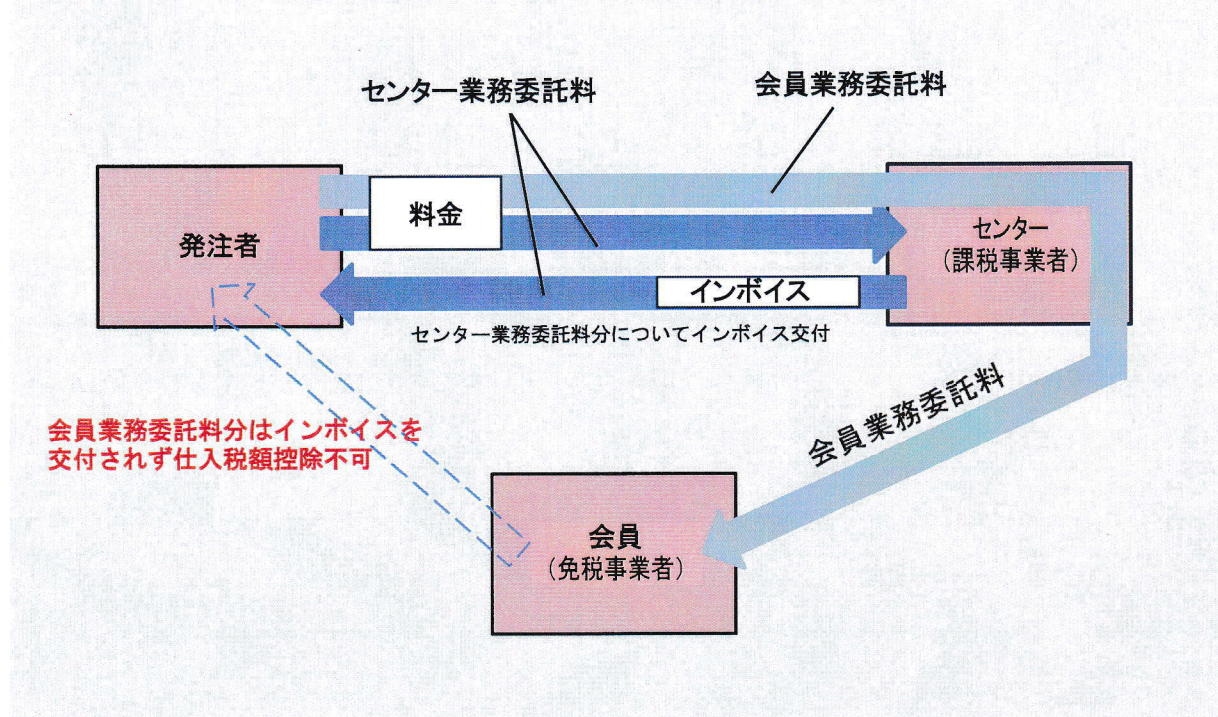 センター業務委託料
会員業務委託料
料金
発注者
センター
（課税事業者）
インボイス
センター業務委託料分についてインボイス交付
会員業務委託料
会員業務委託料分はインボイスを
交付されず仕入税額控除不可
会員
（免税事業者）